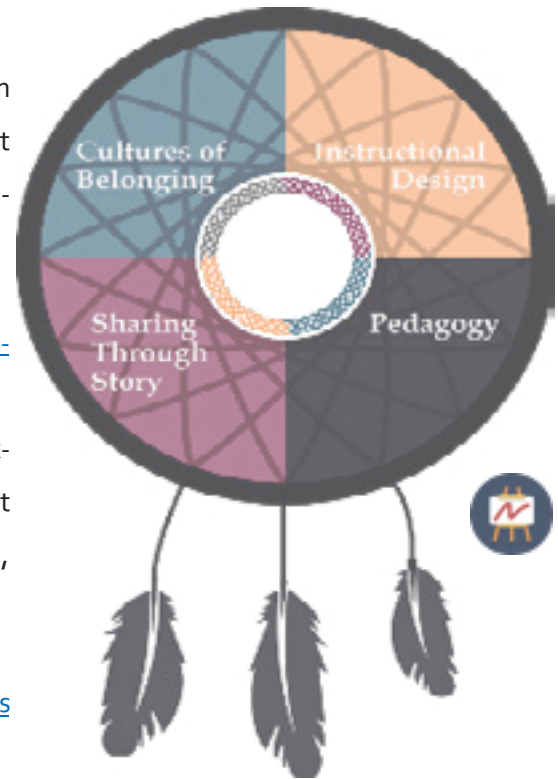 n
t
-
-
-
t
,
s
Cultures of
Belonging
Instructional
Design
Sharing
Through
Story
Pedagogy